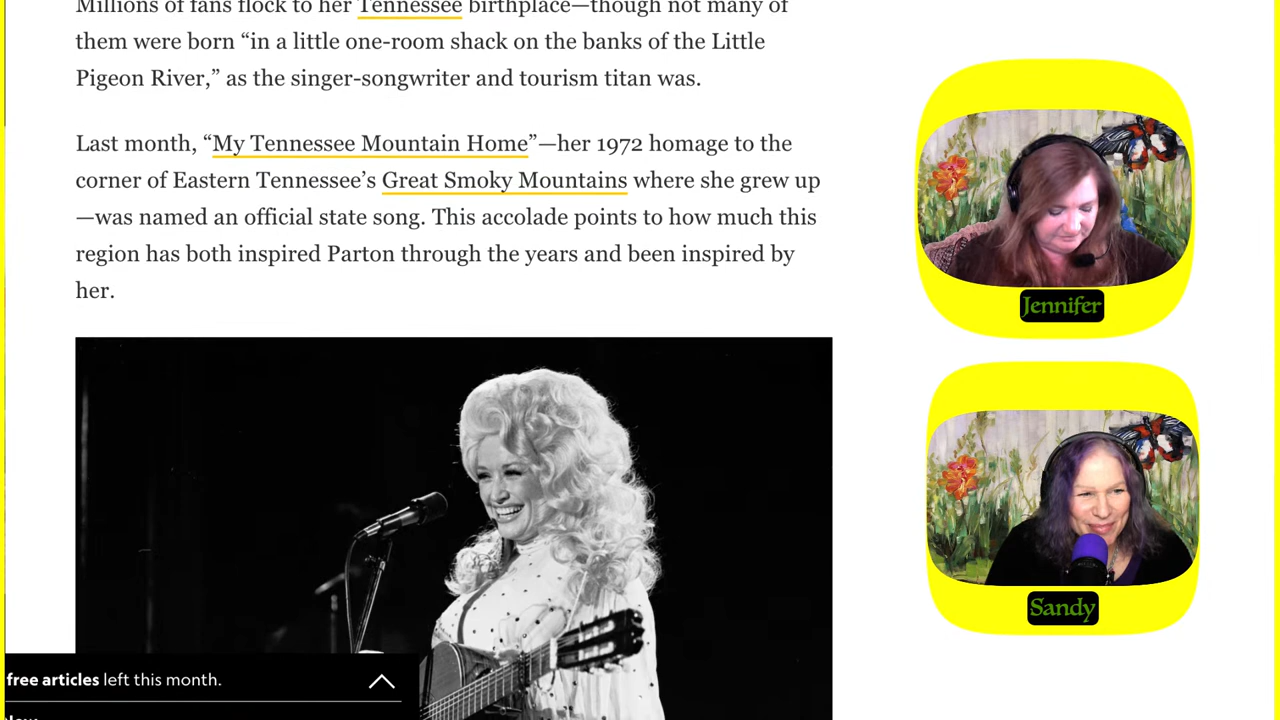 Millions of fans flock to her Tennessee birthplace—though not many of
them were born “in a little one-room shack on the banks of the Little
Pigeon River,” as the singer-songwriter and tourism titan was.
Last month, “My Tennessee Mountain Home”—her 1972 homage to the
corner of Eastern Tennessee’s Great Smoky Mountains where she grew up
—was named an official state song. This accolade points to how much this
region has both inspired Parton through the years and been inspired by
her.
Jennifer
Sandy
free articles left this month.